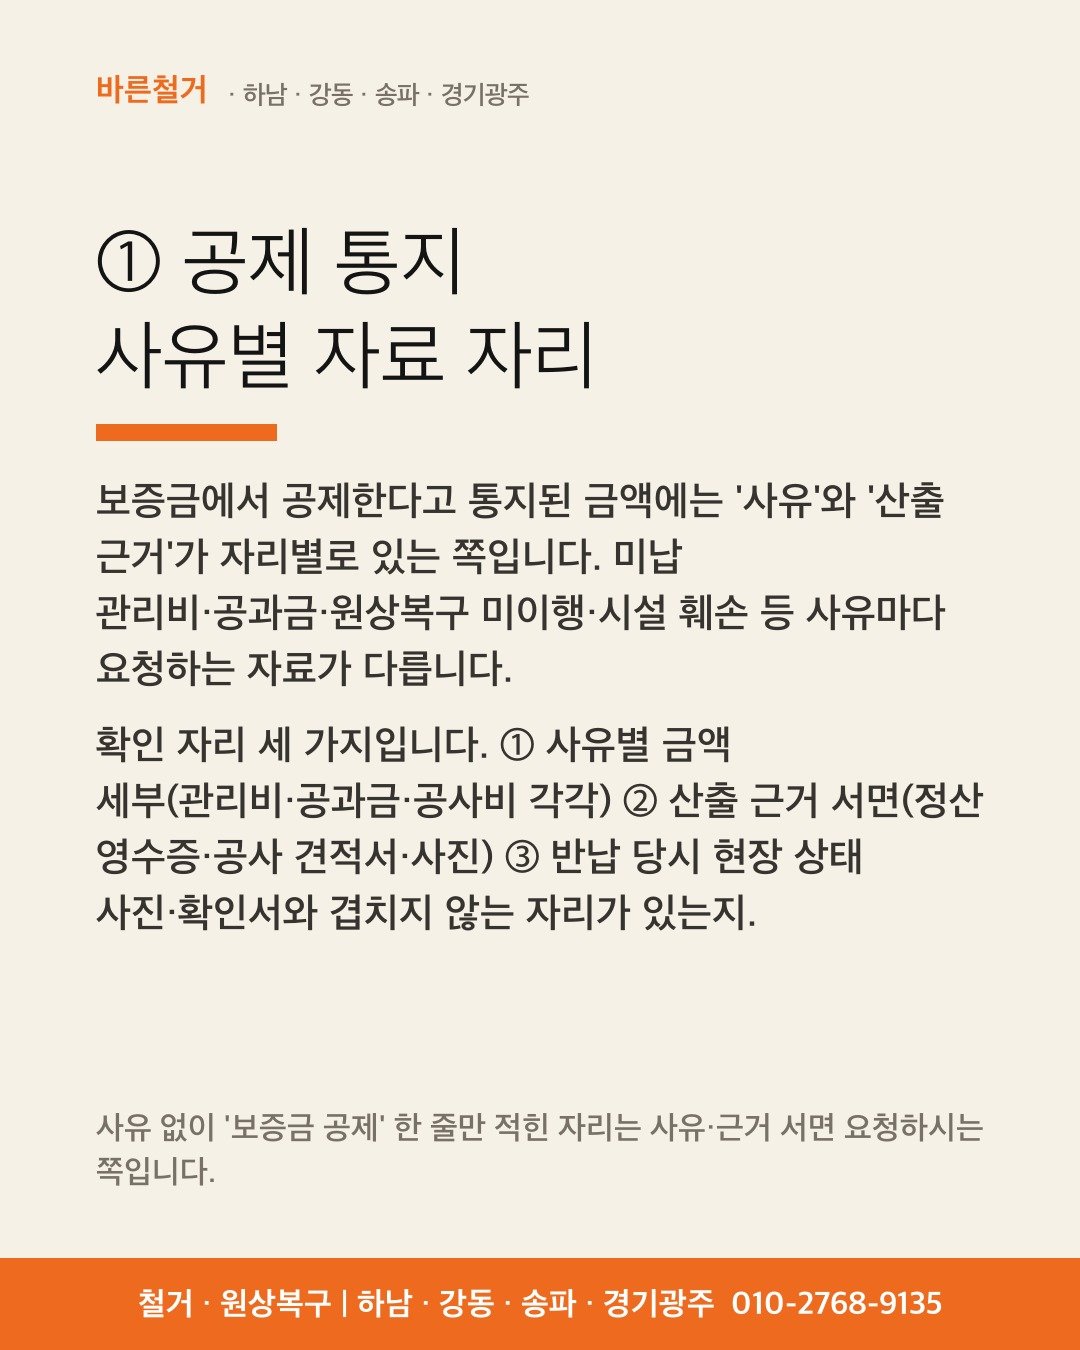 바른철거 · 하남 · 강동 · 송파 · 경기광주
① 공제 통지
사유별 자료 자리
보증금에서 공제한다고 통지된 금액에는 '사유'와 '산출
근거'가 자리별로 있는 쪽입니다. 미납
관리비·공과금·원상복구 미이행·시설 훼손 등 사유마다
요청하는 자료가 다릅니다.
확인 자리 세 가지입니다. ① 사유별 금액
세부(관리비·공과금·공사비 각각) ② 산출 근거 서면(정산
영수증·공사 견적서·사진) ③ 반납 당시 현장 상태
사진·확인서와 겹치지 않는 자리가 있는지.
사유 없이 '보증금 공제' 한 줄만 적힌 자리는 사유·근거 서면 요청하시는
쪽입니다.
철거 · 원상복구 | 하남 · 강동 · 송파 · 경기광주 010-2768-9135